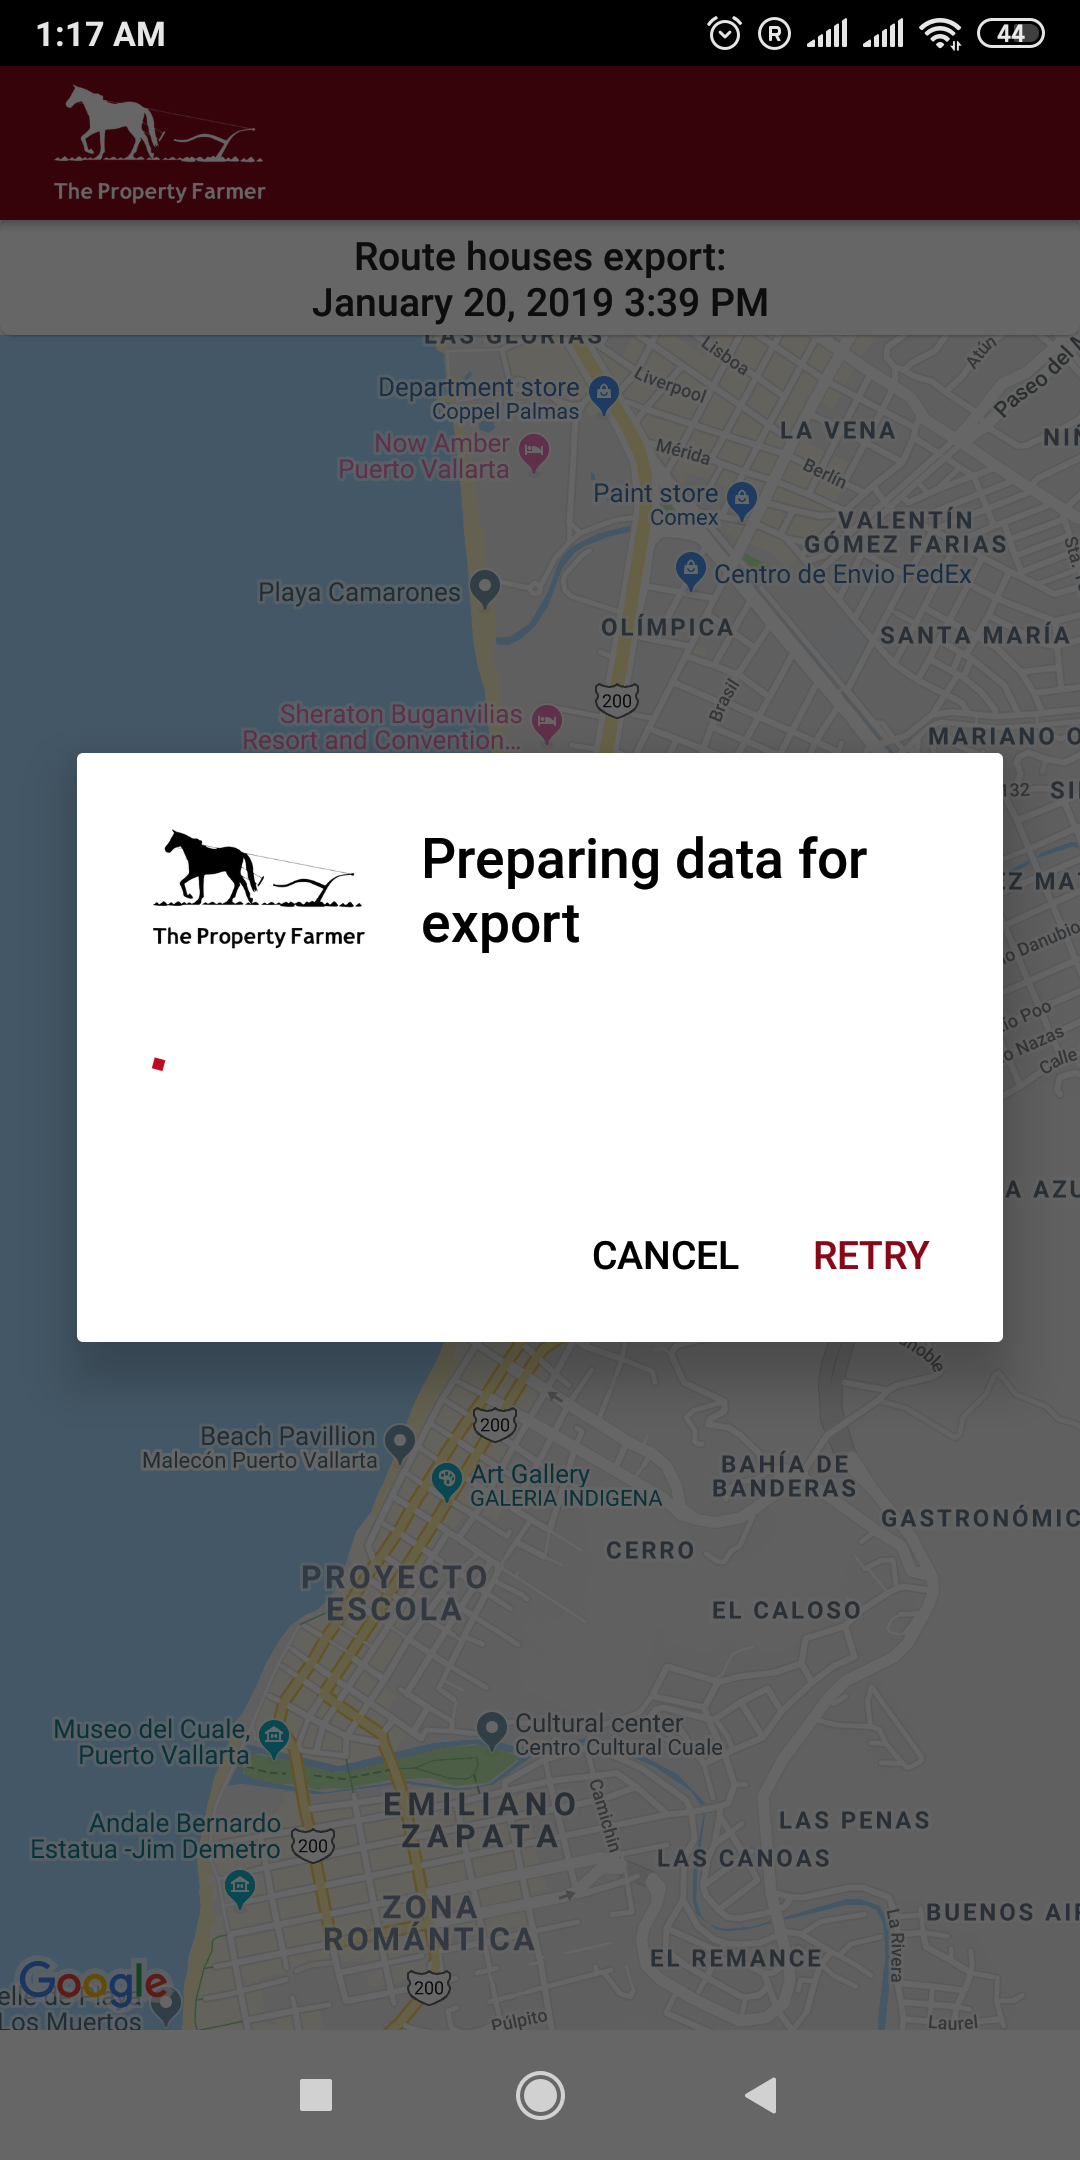 1:17 AM
R
44
The Property Farmer
Route houses export:
January 20, 2019 3:39 PM
LAS GLORIAS
Lisboa
Atún
Paseo del
Department store
Coppel Palmas
Liverpool
LA VENA
Now Amber
Puerto Vallarta
Mérida
Berlín
Paint store
Comex
VALENTÍN
GÓMEZ FARIAS
Sta.
Centro de Envio FedEx
Playa Camarones
OLÍMPICA
SANTA MARÍA
200
Brasil
Sheraton Buganvilias
Resort and Convention...
MARIANO O
132
SI
Preparing data for
export
The Property Farmer
EZ MA
o Danubio
ío Poo
o Nazas
Calle
A AZU
CANCEL
RETRY
noble
Beach Pavillion
Malecón Puerto Vallarta
200
Art Gallery
GALERIA INDIGENA
BAHÍA DE
BANDERAS
GASTRONÓMIC
CERRO
PROYECTO
ESCOLA
EL CALOSO
Museo del Cuale,
Puerto Vallarta
Cultural center
Centro Cultural Cuale
EMILIANO
ZAPATA
Camichin
LAS PENAS
Andale Bernardo
Estatua -Jim Demetro
200
LAS CANOAS
ZONA
ROMÁNTICA
BUENOS AI
La Rivera
EL REMANCE
Google
200
Los Muertos
Púlpito
Laurel